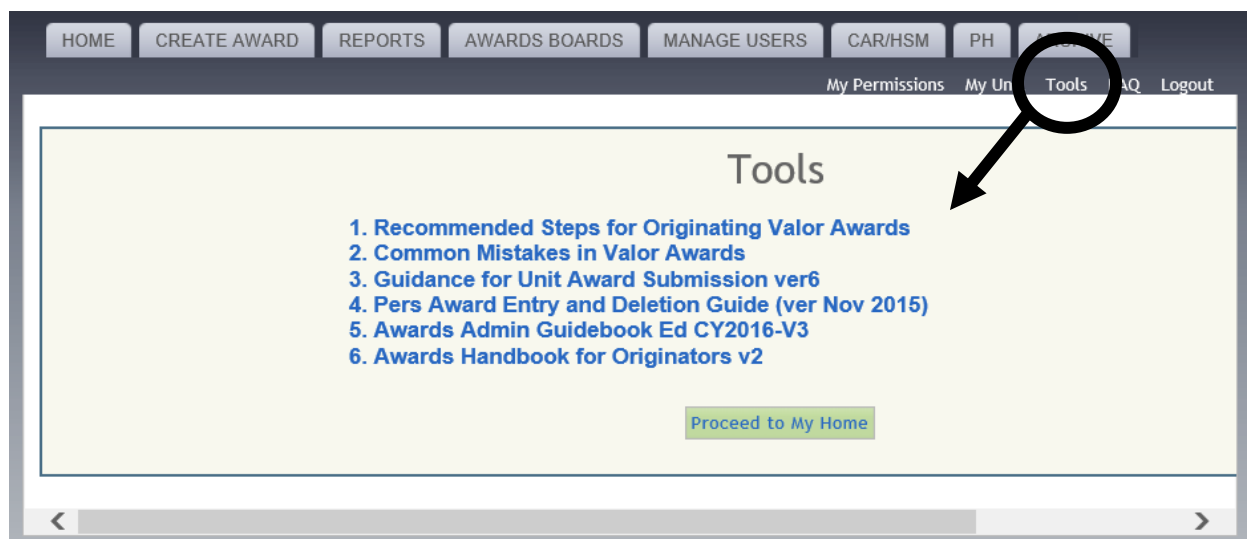 HOME CREATE AWARD REPORTS AWARDS BOARDS MANAGE USERS CAR/HSM PH
My Permissions My Tools Logout
Tools
1. Recommended Steps for Originating Valor Awards
2. Common Mistakes in Valor Awards
3. Guidance for Unit Award Submission ver6
4. Pers Award Entry and Deletion Guide (ver Nov 2015)
5. Awards Admin Guidebook Ed CY2016-V3
6. Awards Handbook for Originators v2
Proceed to My Home